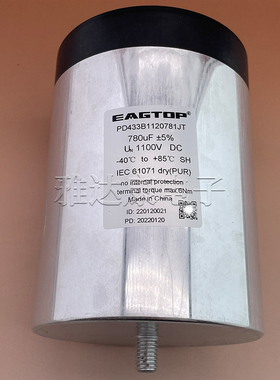 EAGTOP
PD433B1120781JT
780uF ±5%
UN 1100V DC
-40℃ to +85℃ SH
IEC 61071 dry(PUR)
no internal protection
terminal torque max 6Nm
Made in China
ID: 220120021
PD: 20220120